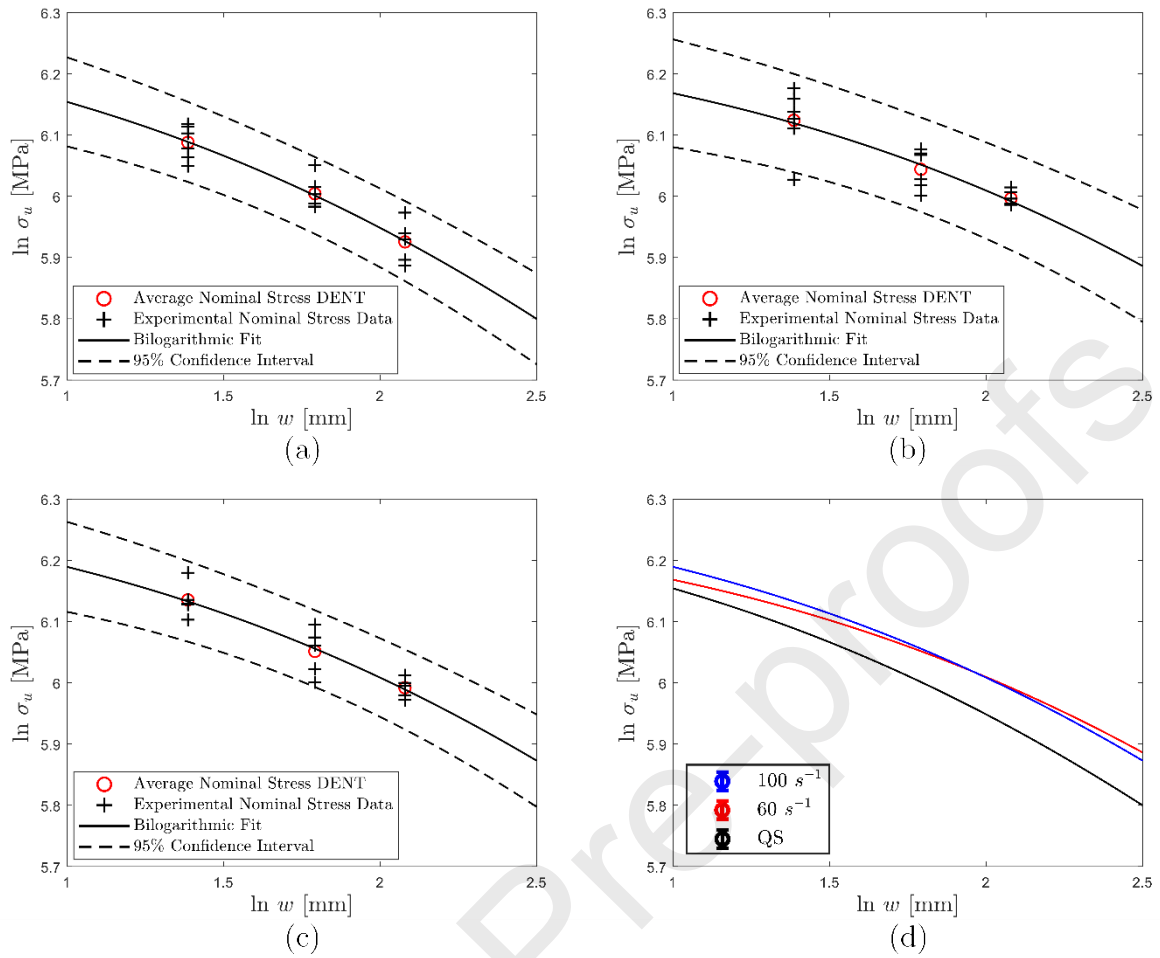 6.3
6.2
6.1
6
5.9
5.8
5.7
ln σu [MPa]
Average Nominal Stress DENT
Experimental Nominal Stress Data
Bilogarithmic Fit
95% Confidence Interval
1 1.5 2 2.5
ln w [mm]
(a)
6.3
6.2
6.1
6
5.9
5.8
5.7
ln σu [MPa]
Average Nominal Stress DENT
Experimental Nominal Stress Data
Bilogarithmic Fit
95% Confidence Interval
1 1.5 2 2.5
ln w [mm]
(b)
6.3
6.2
6.1
6
5.9
5.8
5.7
ln σu [MPa]
Average Nominal Stress DENT
Experimental Nominal Stress Data
Bilogarithmic Fit
95% Confidence Interval
1 1.5 2 2.5
ln w [mm]
(c)
6.3
6.2
6.1
6
5.9
5.8
5.7
ln σu [MPa]
100 s⁻¹
60 s⁻¹
QS
1 1.5 2 2.5
ln w [mm]
(d)
Pre-proofs